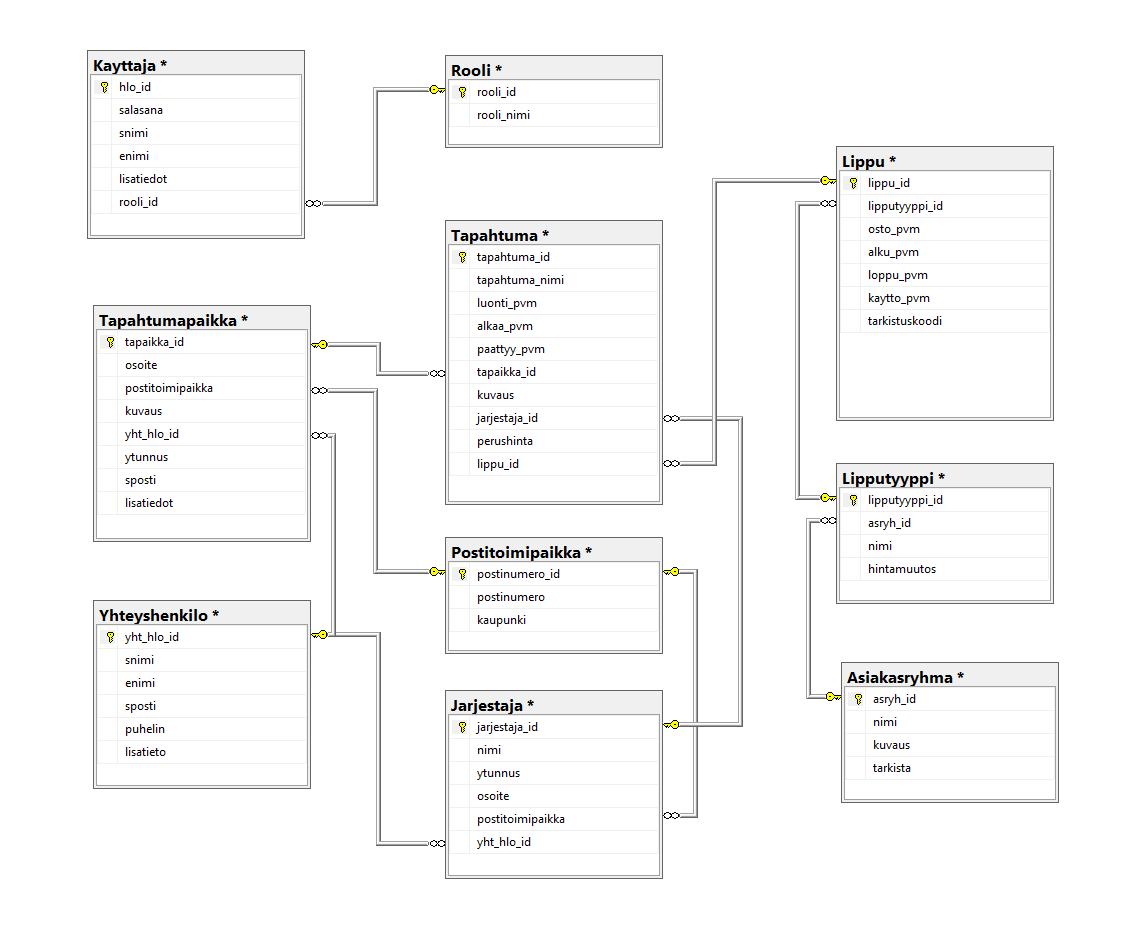 Kayttaja *
hlo_id
salasana
snimi
enimi
lisatiedot
rooli_id
Rooli *
rooli_id
rooli_nimi
Lippu *
lippu_id
lipputyyppi_id
osto_pvm
alku_pvm
loppu_pvm
kaytto_pvm
tarkistuskoodi
Tapahtuma *
tapahtuma_id
tapahtuma_nimi
luonti_pvm
alkaa_pvm
paattyy_pvm
tapaikka_id
kuvaus
jarjestaja_id
perushinta
lippu_id
Tapahtumapaikka *
tapaikka_id
osoite
postitoimipaikka
kuvaus
yht_hlo_id
ytunnus
sposti
lisatiedot
Lipputyyppi *
lipputyyppi_id
asryh_id
nimi
hintamuutos
Postitoimipaikka *
postinumero_id
postinumero
kaupunki
Yhteyshenkilo *
yht_hlo_id
snimi
enimi
sposti
puhelin
lisatieto
Jarjestaja *
jarjestaja_id
nimi
ytunnus
osoite
postitoimipaikka
yht_hlo_id
Asiakasryhma *
asryh_id
nimi
kuvaus
tarkista